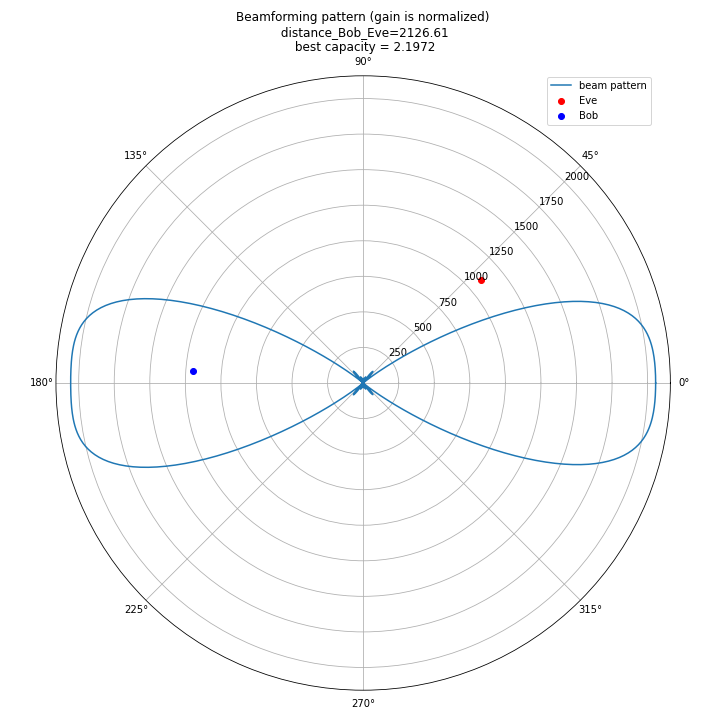 Beamforming pattern (gain is normalized)
distance_Bob_Eve=2126.61
best capacity = 2.1972
90°
beam pattern
Eve
Bob
135°
45°
2000
1750
1500
1250
1000
750
500
250
180°
0°
225°
315°
270°